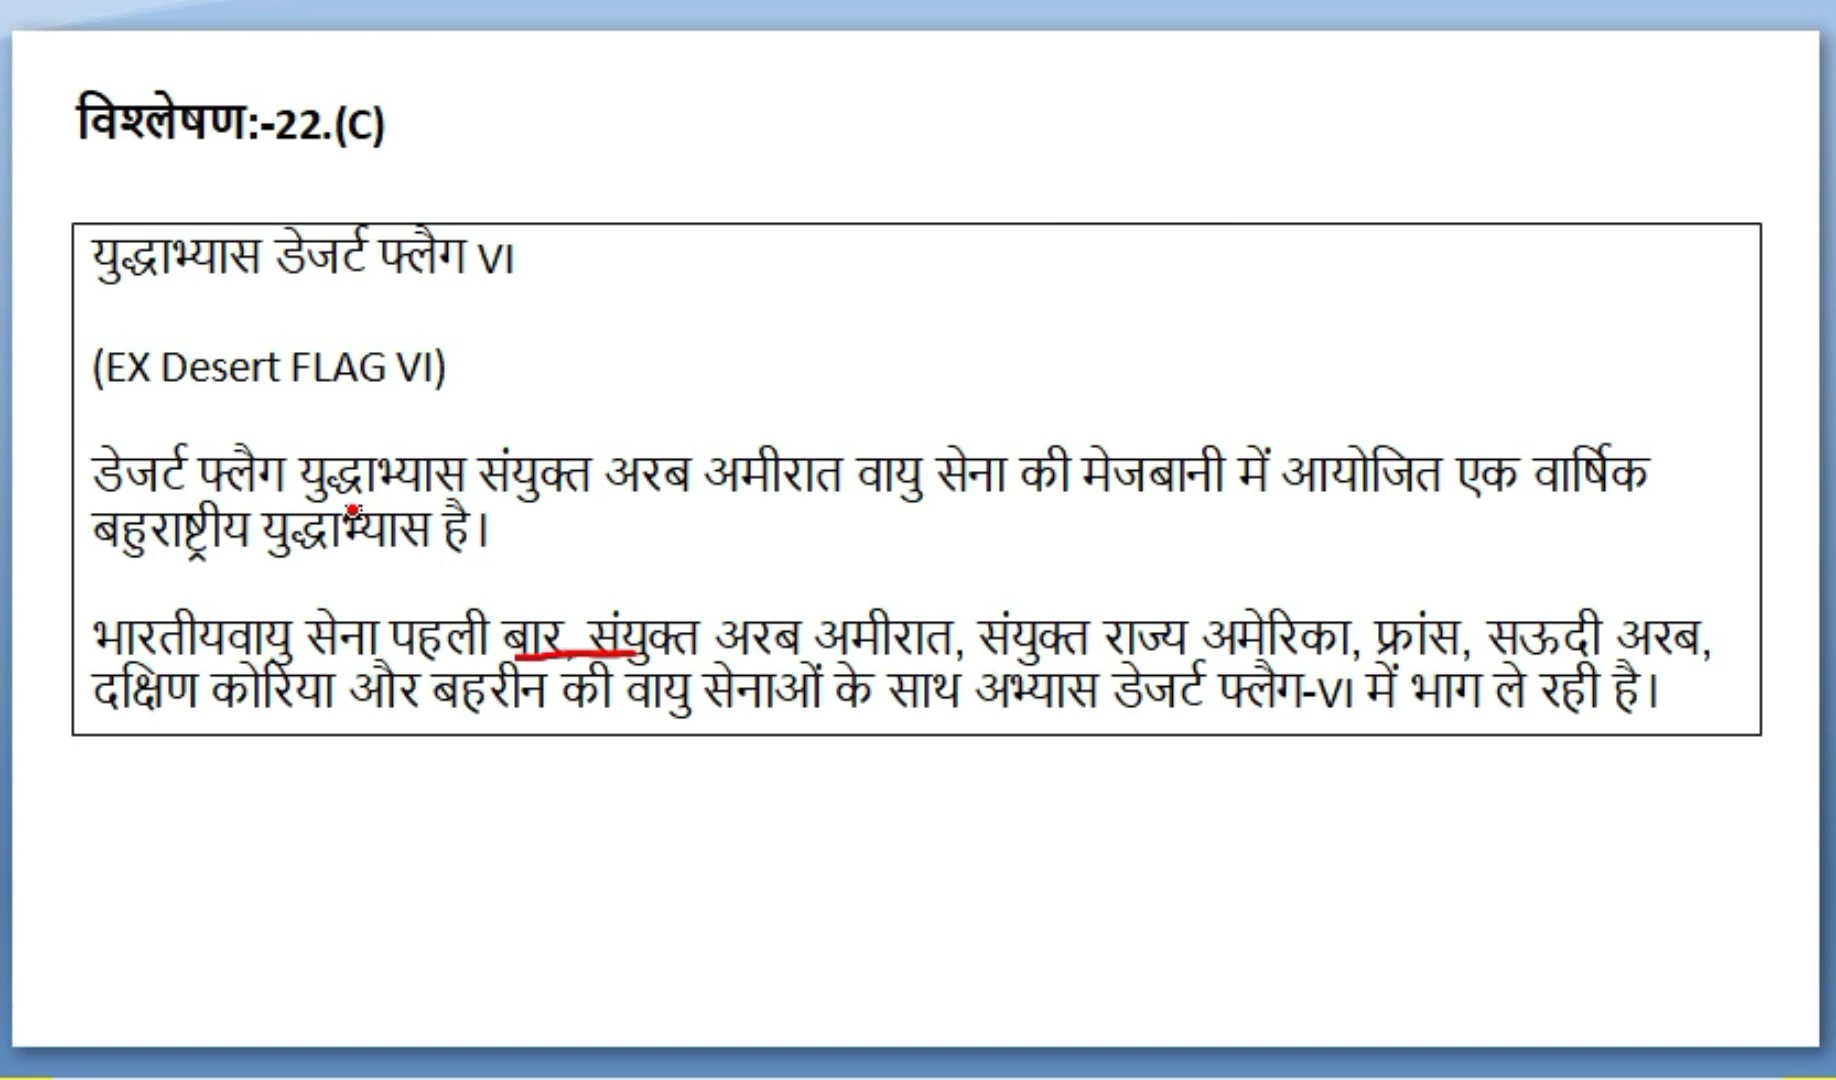 विश्लेषण:-22.(C)
युद्धाभ्यास डेजर्ट फ्लैग VI
(EX Desert FLAG VI)
डेजर्ट फ्लैग युद्धाभ्यास संयुक्त अरब अमीरात वायु सेना की मेजबानी में आयोजित एक वार्षिक
बहुराष्ट्रीय युद्धाभ्यास है।
भारतीयवायु सेना पहली बार, संयुक्त अरब अमीरात, संयुक्त राज्य अमेरिका, फ्रांस, सऊदी अरब,
दक्षिण कोरिया और बहरीन की वायु सेनाओं के साथ अभ्यास डेजर्ट फ्लैग-VI में भाग ले रही है।